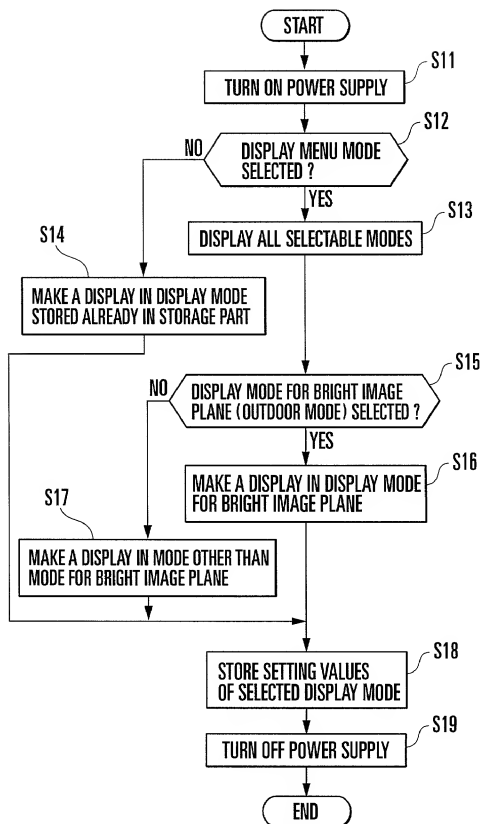 START
S11
TURN ON POWER SUPPLY
S12
DISPLAY MENU MODE
SELECTED ?
NO
YES
S13
DISPLAY ALL SELECTABLE MODES
S14
MAKE A DISPLAY IN DISPLAY MODE
STORED ALREADY IN STORAGE PART
S15
DISPLAY MODE FOR BRIGHT IMAGE
PLANE (OUTDOOR MODE) SELECTED ?
NO
YES
S16
MAKE A DISPLAY IN DISPLAY MODE
FOR BRIGHT IMAGE PLANE
S17
MAKE A DISPLAY IN MODE OTHER THAN
MODE FOR BRIGHT IMAGE PLANE
S18
STORE SETTING VALUES
OF SELECTED DISPLAY MODE
S19
TURN OFF POWER SUPPLY
END